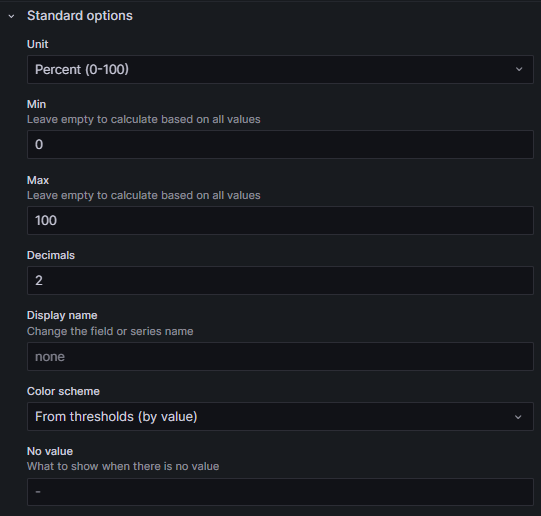 Standard options
Unit
Percent (0-100)
Min
Leave empty to calculate based on all values
0
Max
Leave empty to calculate based on all values
100
Decimals
2
Display name
Change the field or series name
none
Color scheme
From thresholds (by value)
No value
What to show when there is no value
-